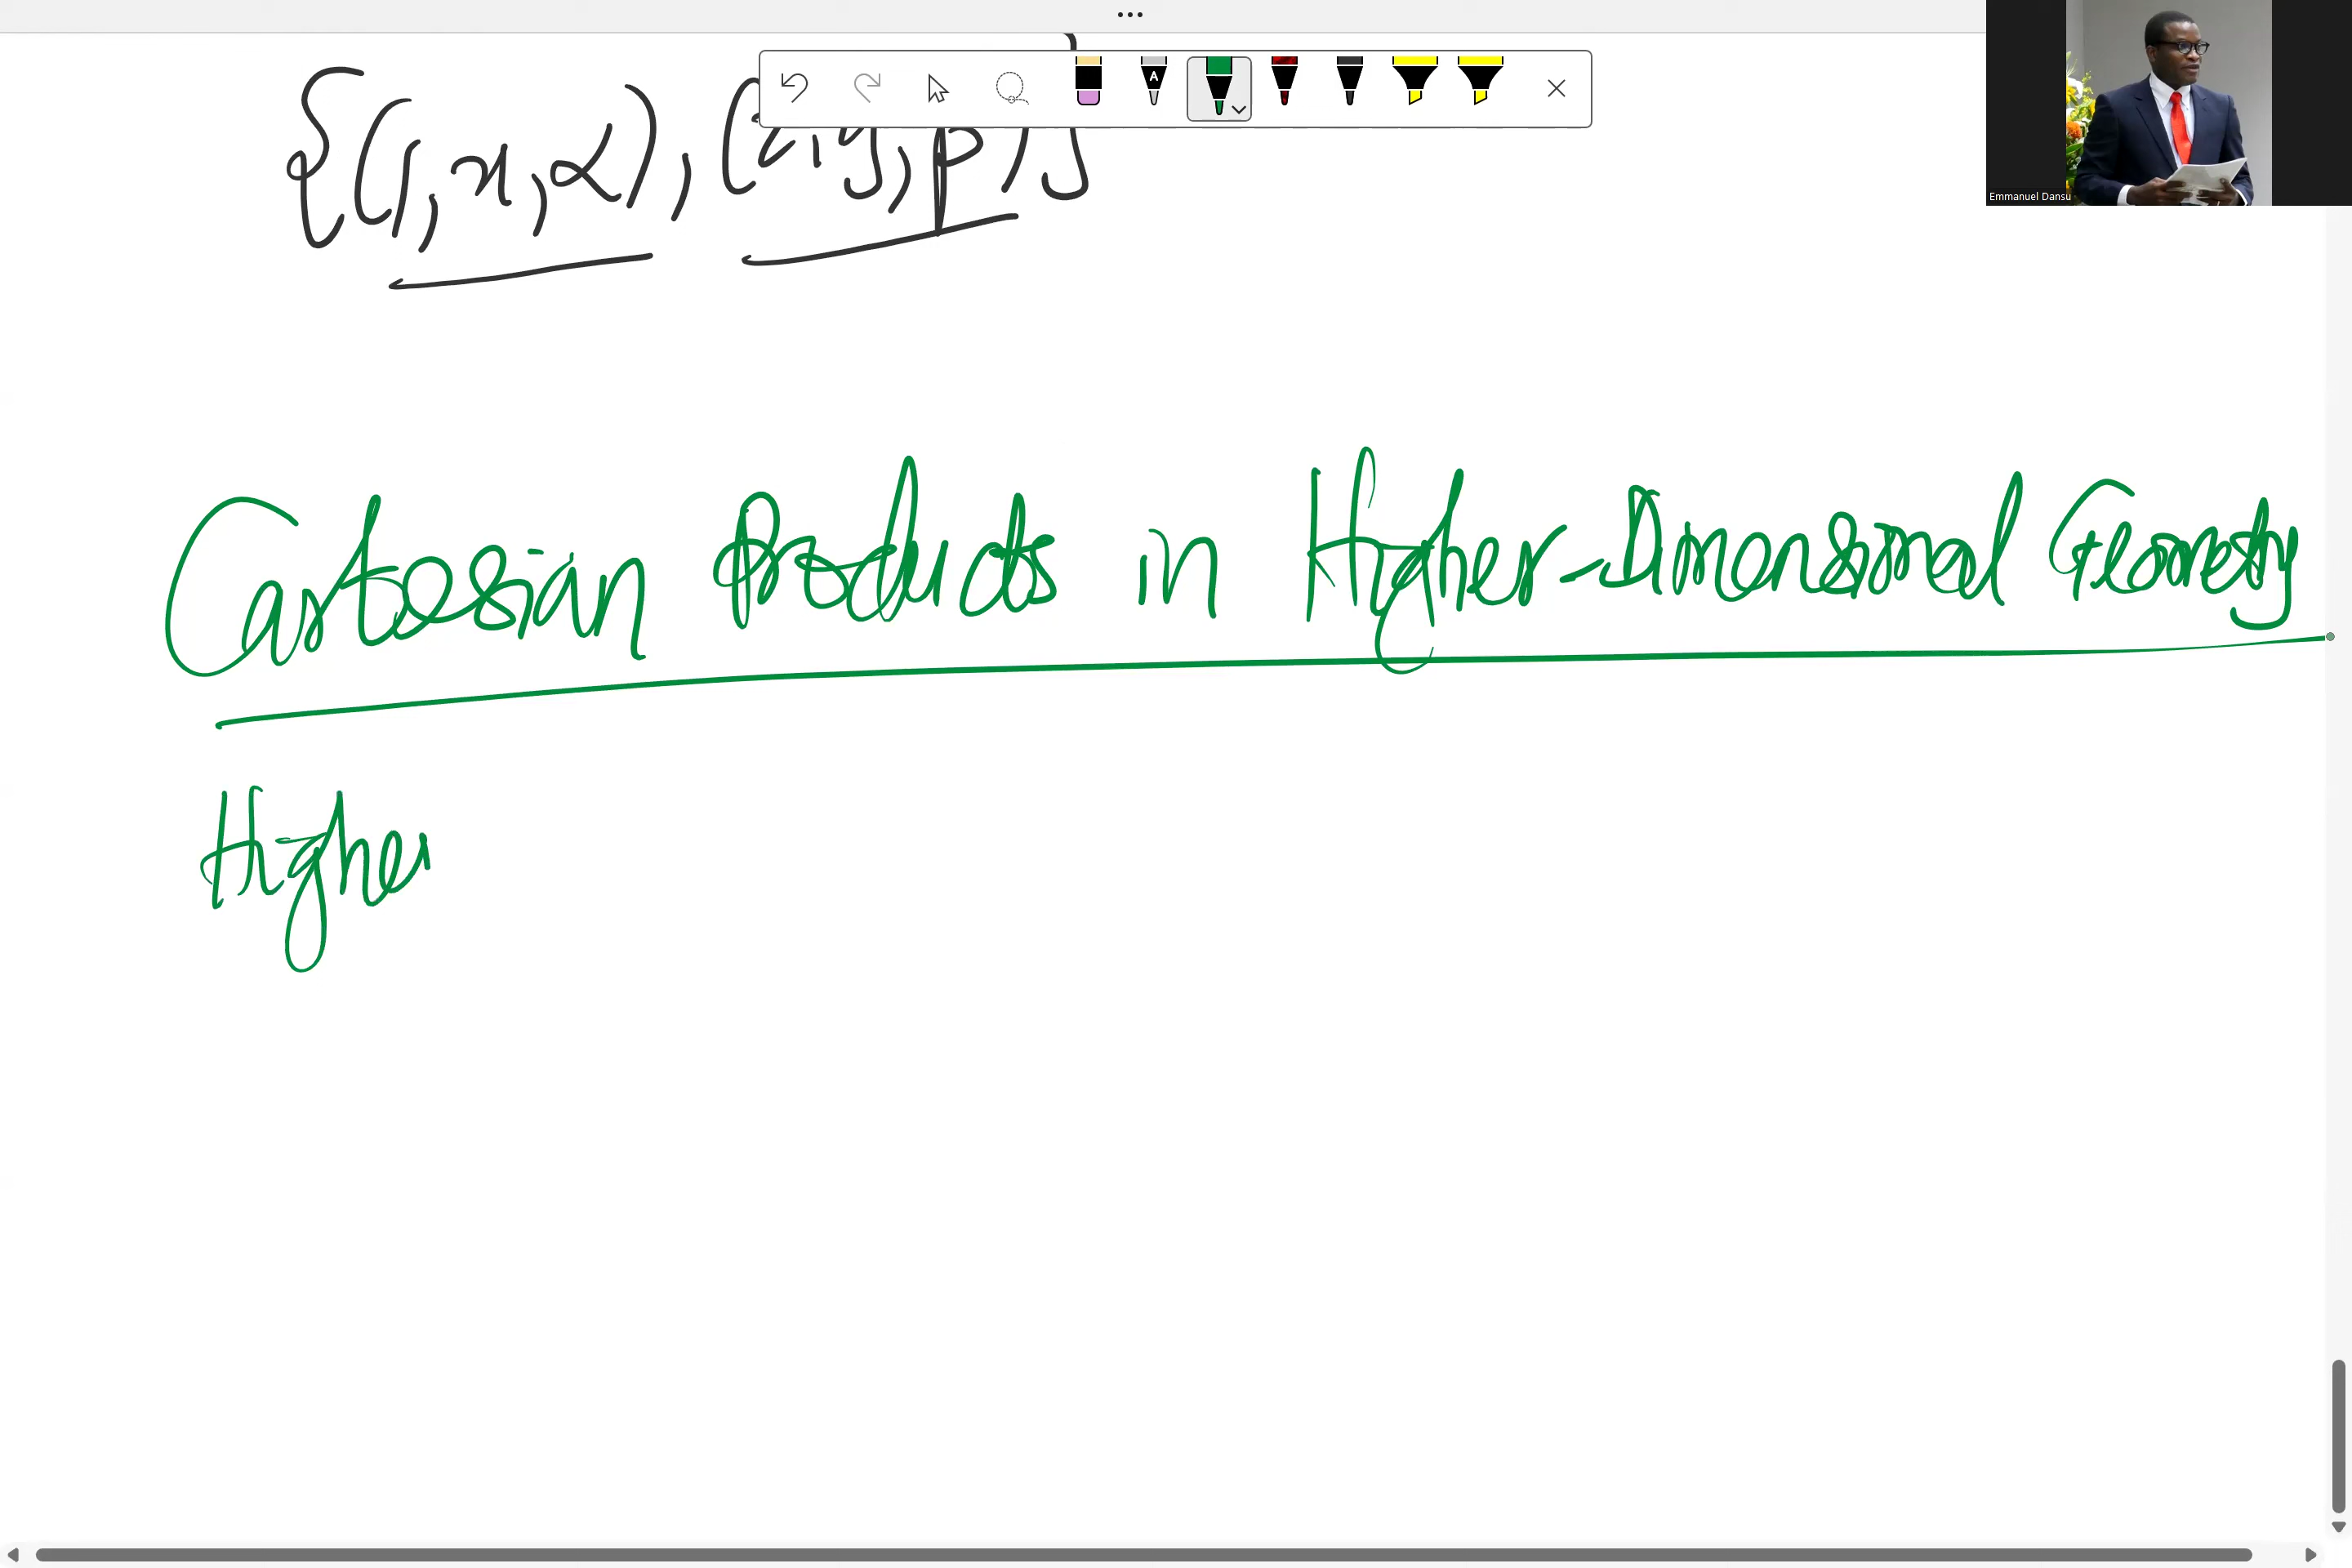 Emmanuel Dansu
{(1, x, α), (2, y, β)}
Cartesian Products in Higher-Dimensional Geometry
Higher